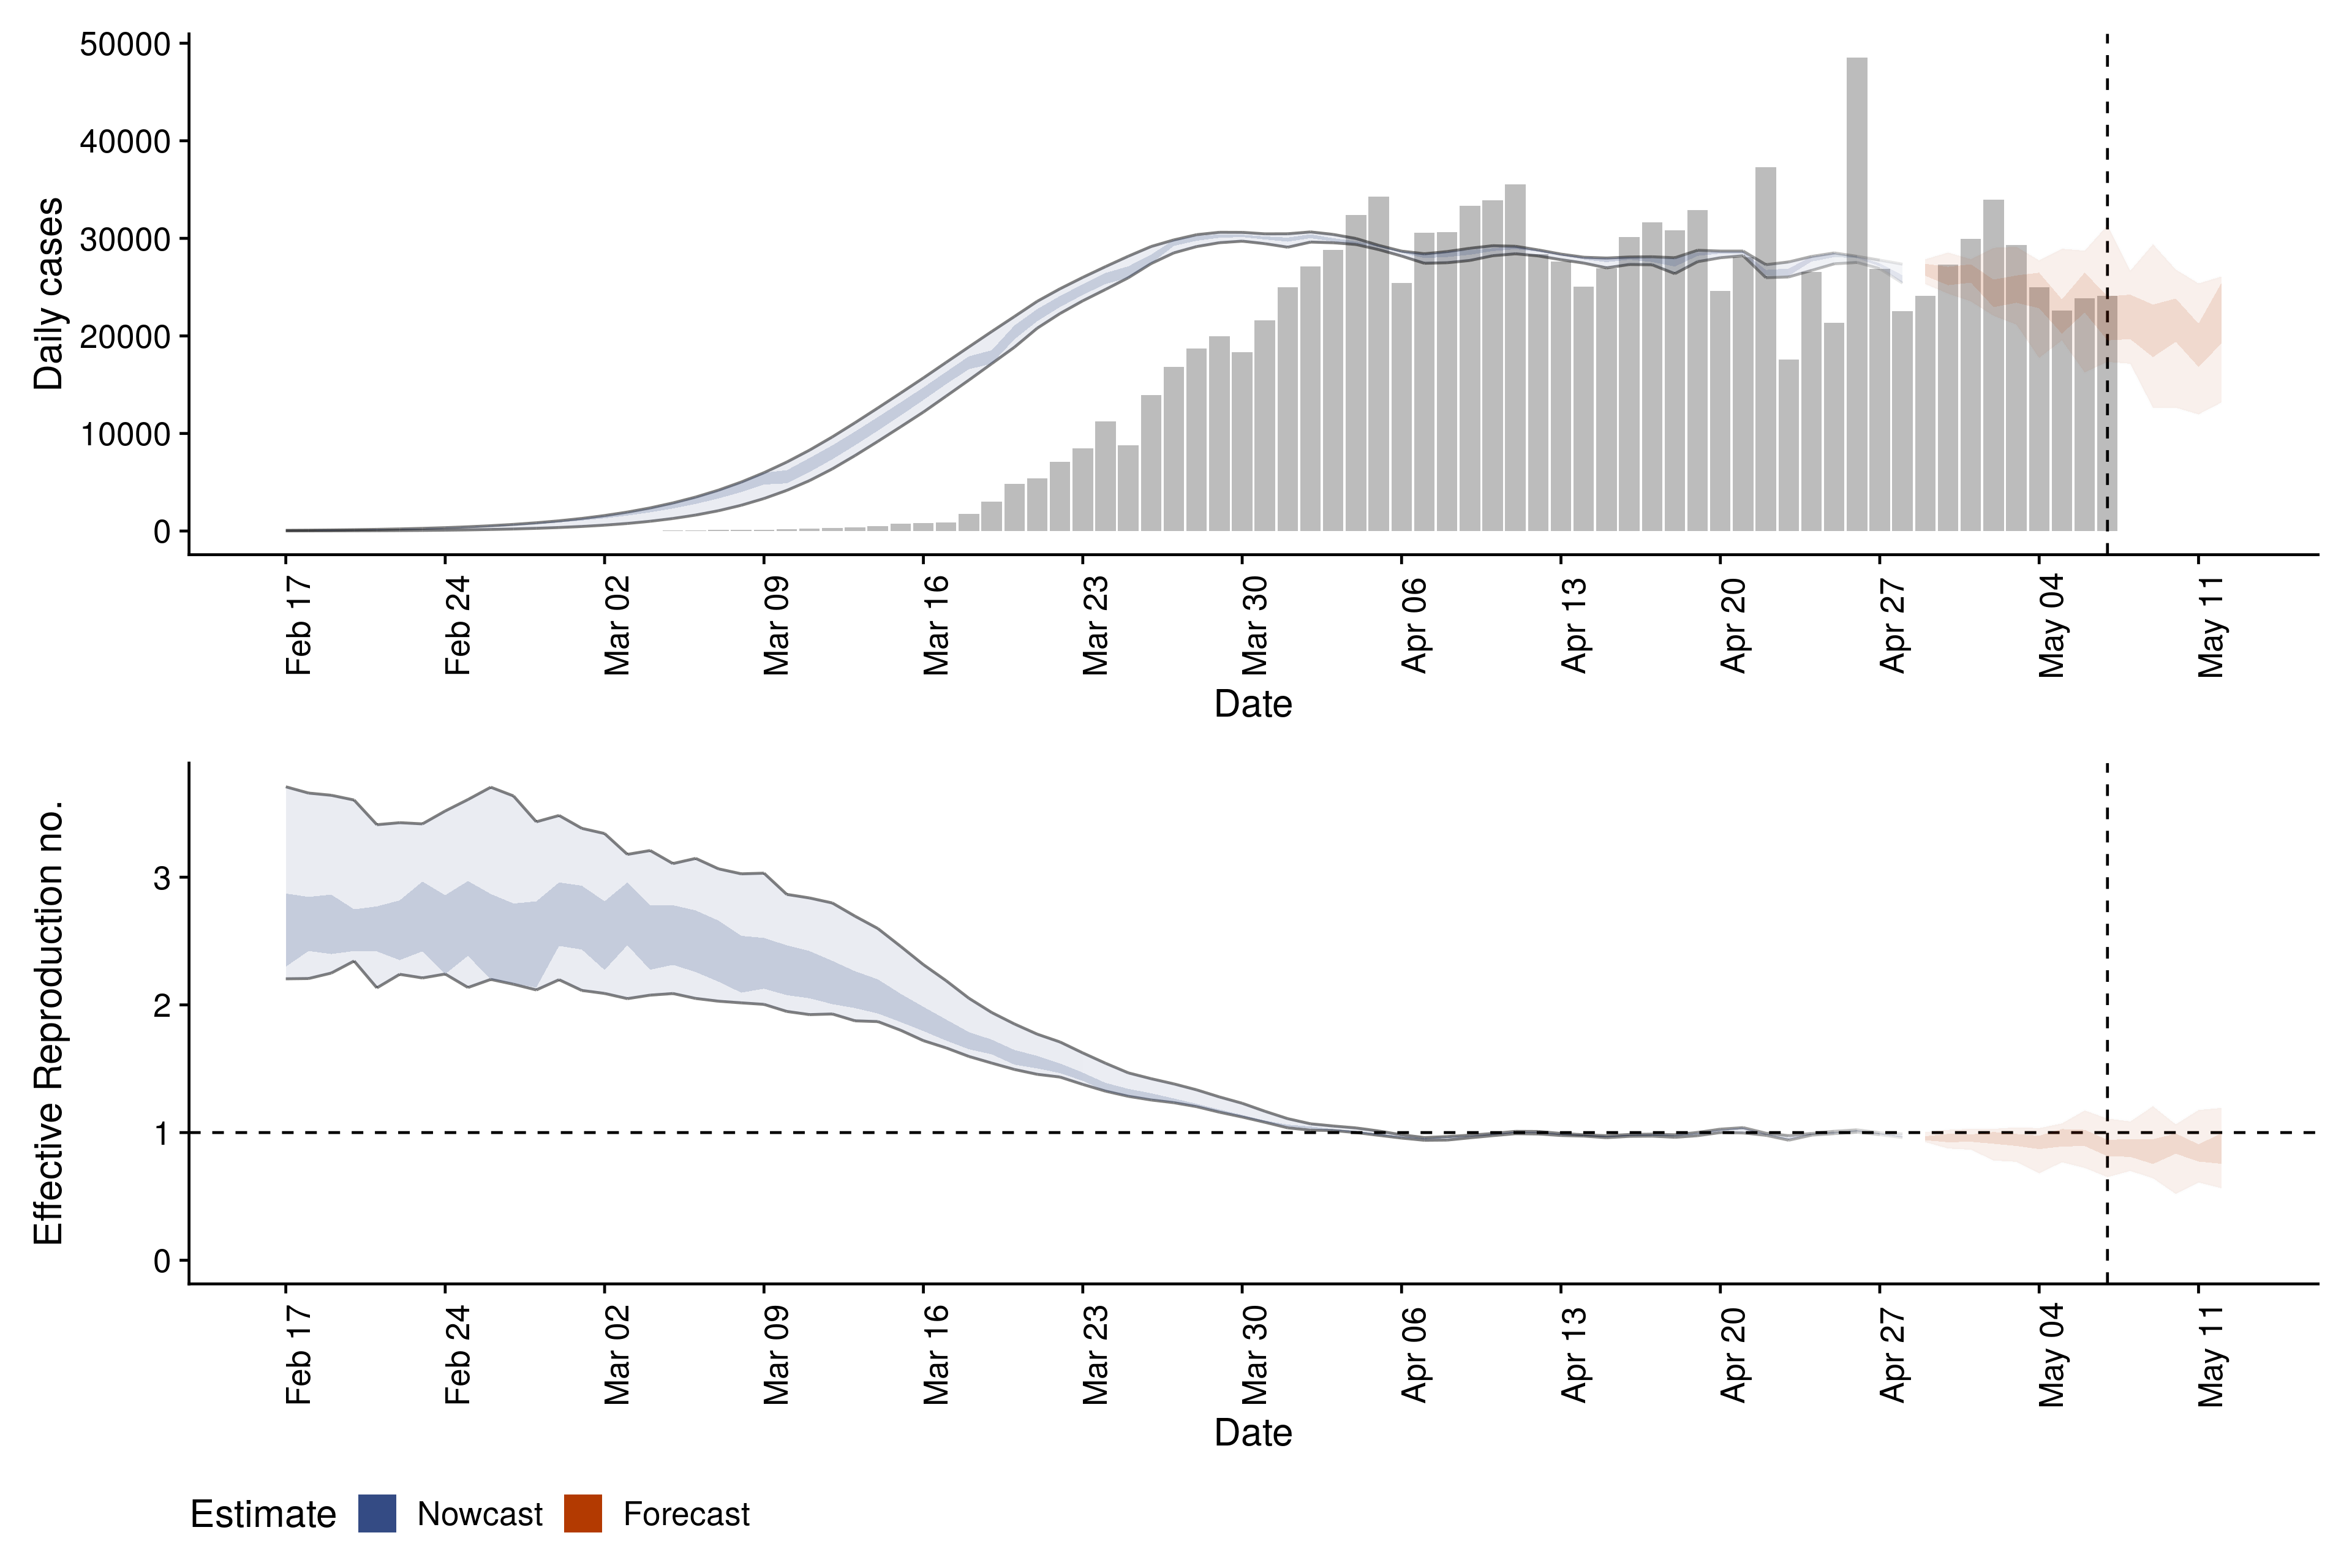 50000
40000
30000
20000
10000
0
Daily cases
Feb 17
Feb 24
Mar 02
Mar 09
Mar 16
Mar 23
Mar 30
Apr 06
Apr 13
Apr 20
Apr 27
May 04
May 11
Date
3
2
1
0
Effective Reproduction no.
Feb 17
Feb 24
Mar 02
Mar 09
Mar 16
Mar 23
Mar 30
Apr 06
Apr 13
Apr 20
Apr 27
May 04
May 11
Date
Estimate Nowcast Forecast